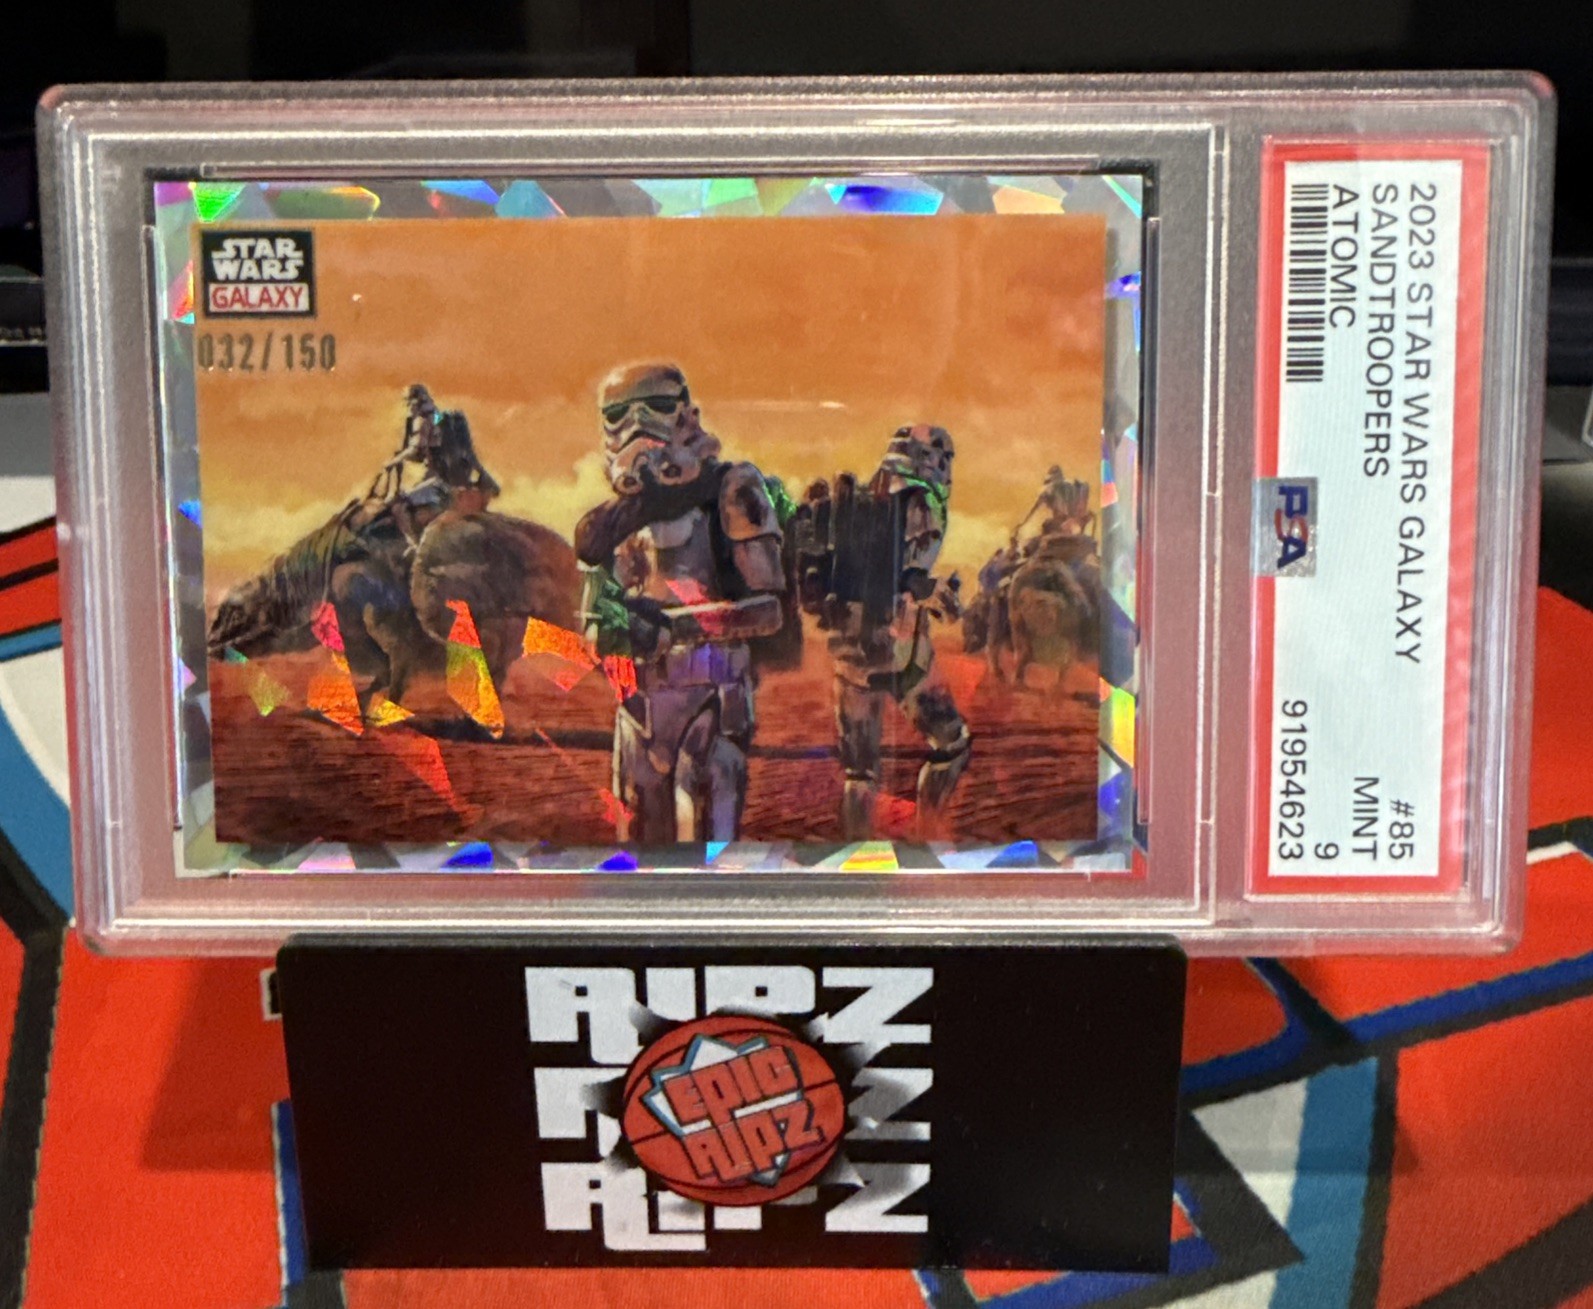 STAR
WARS
GALAXY
032/150
2023 STAR WARS GALAXY #85
SANDTROOPERS MINT
ATOMIC 9
91954623
PSA
RIPZ
EPIC
RIPZ
RIPZ